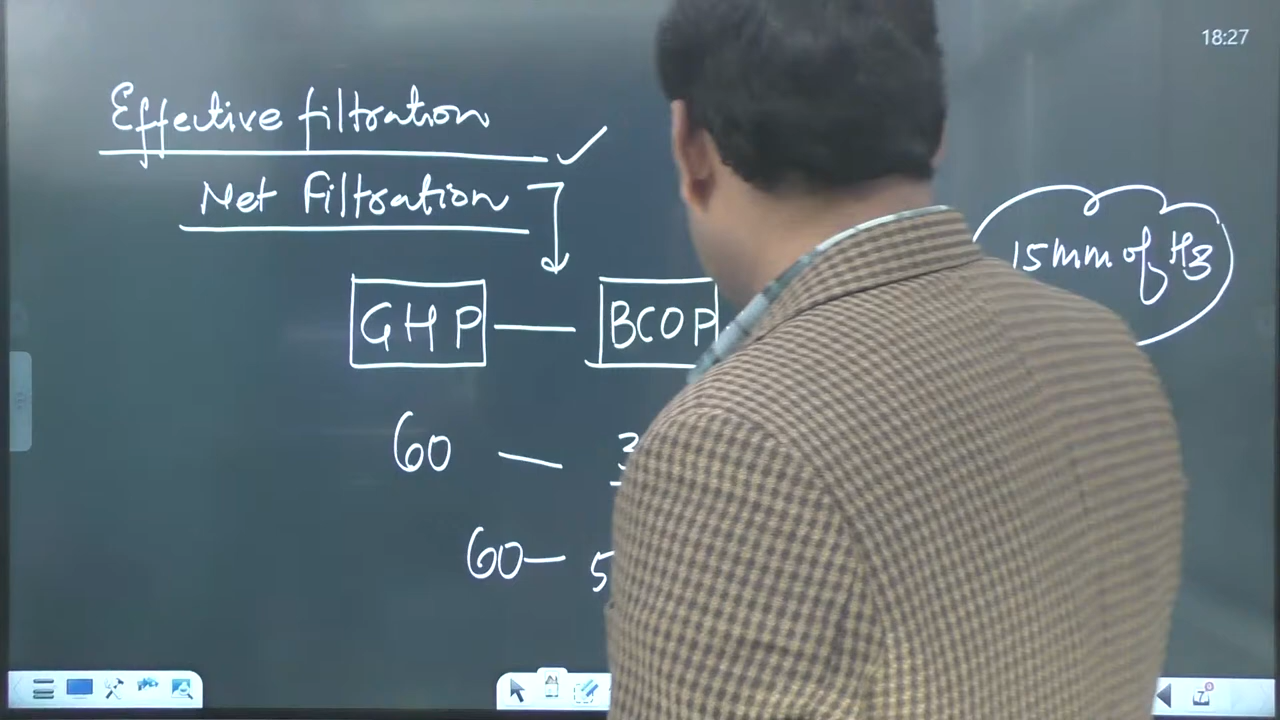 18:27
Effective filtration
Net Filtration
15mm of Hg
GHP — BCOP
60 —
60 —